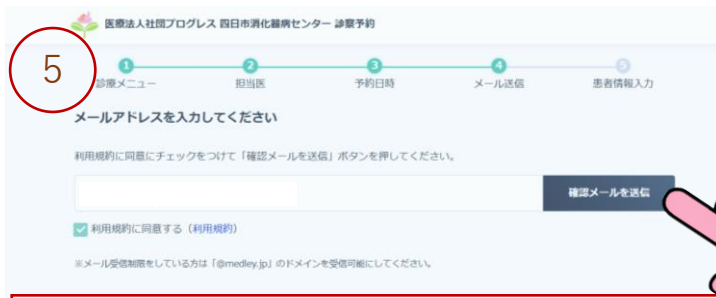 医療法人社団プログレス 四日市消化器病センター 診察予約
5
1 2 3 4 5
診療メニュー 担当医 予約日時 メール送信 患者情報入力
メールアドレスを入力してください
利用規約に同意にチェックをつけて「確認メールを送信」ボタンを押してください。
確認メールを送信
利用規約に同意する（利用規約）
※メール受信制限をしている方は「@medley.jp」のドメインを受信可能にしてください。